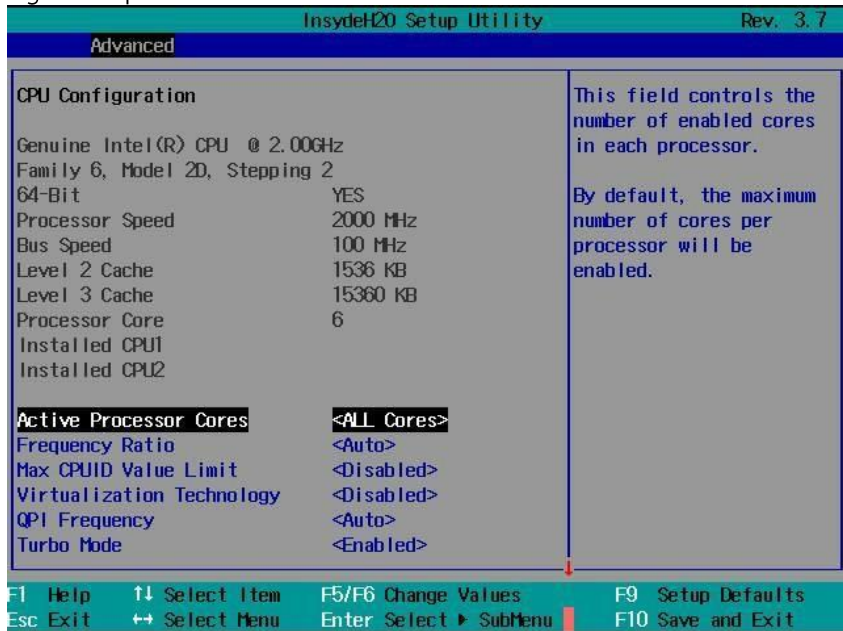 InsydeH2O Setup Utility Rev. 3.7
Advanced
CPU Configuration
Genuine Intel(R) CPU @ 2.00GHz
Family 6, Model 2D, Stepping 2
64-Bit YES
Processor Speed 2000 MHz
Bus Speed 100 MHz
Level 2 Cache 1536 KB
Level 3 Cache 15360 KB
Processor Core 6
Installed CPU1
Installed CPU2
Active Processor Cores <ALL Cores>
Frequency Ratio <Auto>
Max CPUID Value Limit <Disabled>
Virtualization Technology <Disabled>
QPI Frequency <Auto>
Turbo Mode <Enabled>
This field controls the
number of enabled cores
in each processor.
By default, the maximum
number of cores per
processor will be
enabled.
F1 Help ↑↓ Select Item F5/F6 Change Values F9 Setup Defaults
Esc Exit ↔ Select Menu Enter Select ▶ SubMenu F10 Save and Exit